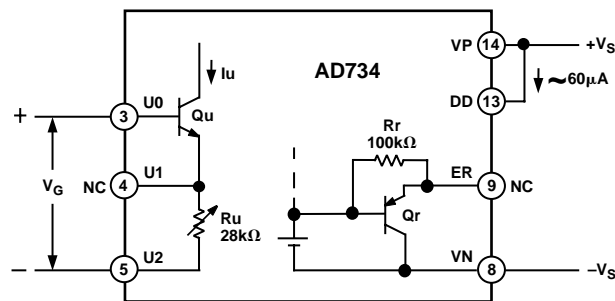 VP 14 +VS
Iu
AD734
≈60µA
U0
DD 13
+ 3 Qu
Rr
100kΩ
VG
U1
ER
NC 4
9 NC
Ru
28kΩ
Qr
U2
VN
– 5
8 –VS